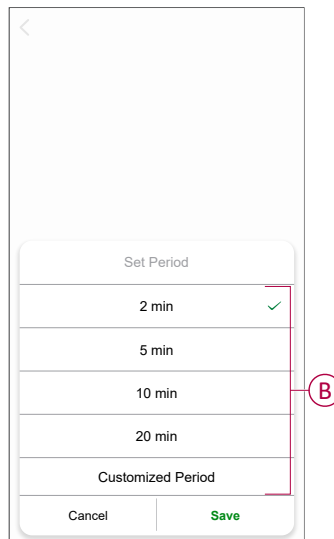 Set Period
2 min
5 min
10 min
20 min
Customized Period
Cancel Save
B